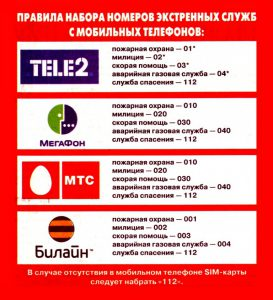 ПРАВИЛА НАБОРА НОМЕРОВ ЭКСТРЕННЫХ СЛУЖБ
С МОБИЛЬНЫХ ТЕЛЕФОНОВ:
TELE2
пожарная охрана — 01*
милиция — 02*
скорая помощь — 03*
аварийная газовая служба — 04*
служба спасения — 112
МЕГАФОН
пожарная охрана — 010
милиция — 020
скорая помощь — 030
аварийная газовая служба — 040
служба спасения — 112
МТС
пожарная охрана — 010
милиция — 020
скорая помощь — 030
аварийная газовая служба — 040
служба спасения — 112
Билайн™
пожарная охрана — 001
милиция — 002
скорая помощь — 003
аварийная газовая служба — 004
служба спасения — 112
В случае отсутствия в мобильном телефоне SIM-карты
следует набрать «112».